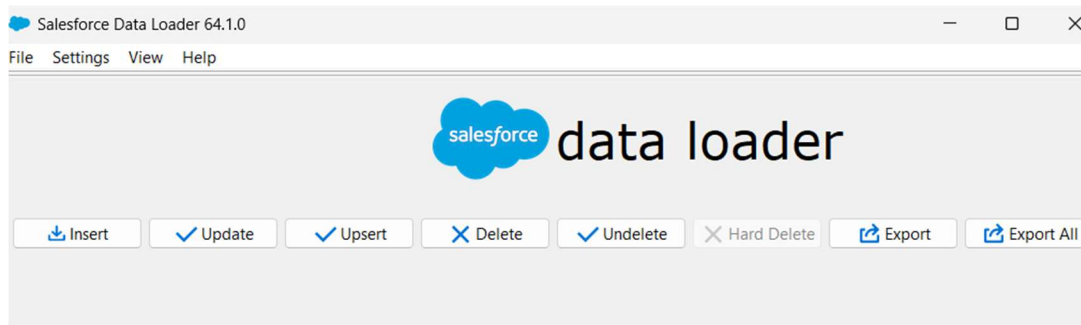 Salesforce Data Loader 64.1.0
File Settings View Help
salesforce data loader
Insert Update Upsert Delete Undelete Hard Delete Export Export All